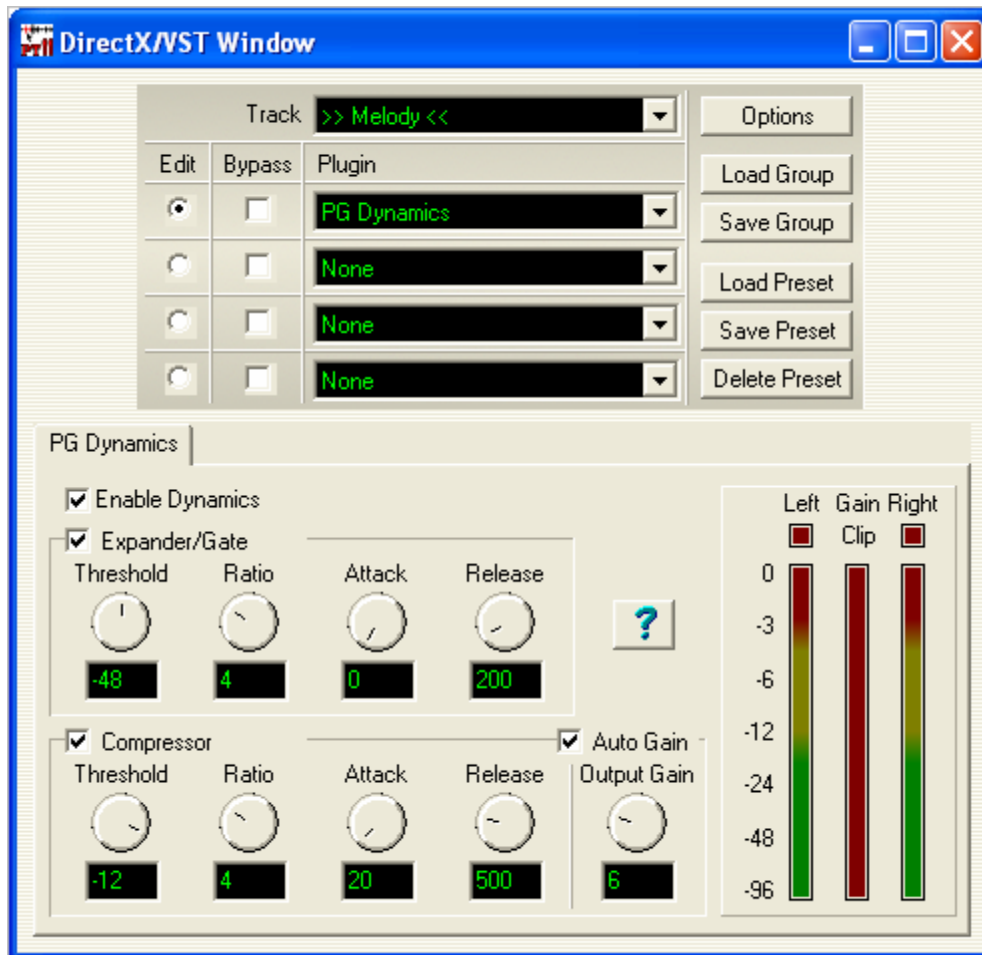 DirectX/VST Window
Track >> Melody << Options
Edit Bypass Plugin
Load Group
PG Dynamics
Save Group
None
Load Preset
None
Save Preset
None
Delete Preset
PG Dynamics
Enable Dynamics
Left Gain Right
Clip
Expander/Gate
Threshold Ratio Attack Release
-48 4 0 200
?
Compressor
Auto Gain
Threshold Ratio Attack Release Output Gain
-12 4 20 500 6
0
-3
-6
-12
-24
-48
-96